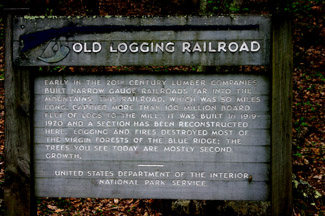 OLD LOGGING RAILROAD
EARLY IN THE 20TH CENTURY LUMBER COMPANIES
BUILT NARROW GAUGE RAILROADS FAR INTO THE
MOUNTAINS. THIS RAILROAD, WHICH WAS 50 MILES
LONG, CARRIED MORE THAN 100 MILLION BOARD
FEET OF LOGS TO THE MILL. IT WAS BUILT IN 1919-
1920 AND A SECTION HAS BEEN RECONSTRUCTED
HERE. LOGGING AND FIRES DESTROYED MOST OF
THE VIRGIN FORESTS OF THE BLUE RIDGE; THE
TREES YOU SEE TODAY ARE MOSTLY SECOND
GROWTH.
UNITED STATES DEPARTMENT OF THE INTERIOR
NATIONAL PARK SERVICE